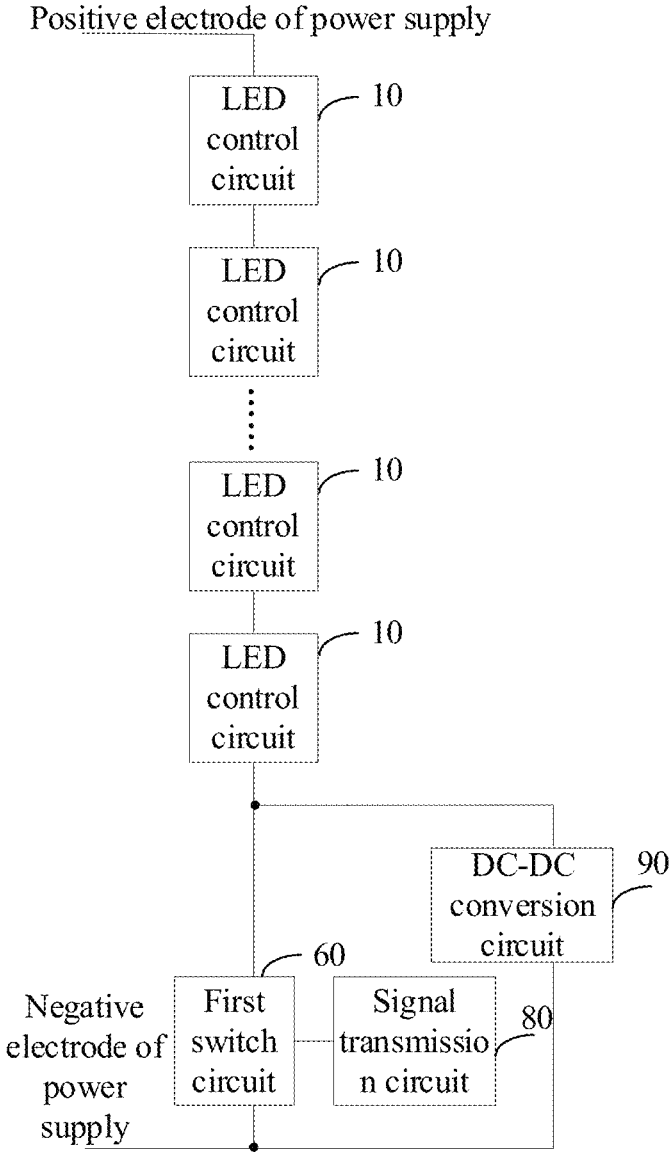 Positive electrode of power supply
LED
control
circuit
10
LED
control
circuit
10
LED
control
circuit
10
LED
control
circuit
10
DC-DC
conversion
circuit
90
60
First
switch
circuit
Signal
transmissio
n circuit
80
Negative
electrode of
power
supply